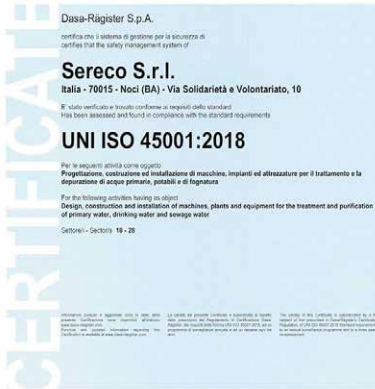 CERTIFICATE
Dasa-Rägister S.p.A.
certifica che il sistema di gestione per la sicurezza di
certifies that the safety management system of
Sereco S.r.l.
Italia - 70015 - Noci (BA) - Via Solidarietà e Volontariato, 10
E' stato verificato e trovato conforme ai requisiti dello standard
Has been assessed and found in compliance with the standard requirements
UNI ISO 45001:2018
Per le seguenti attività come oggetto
Progettazione, costruzione ed installazione di macchine, impianti ed attrezzature per il trattamento e la
depurazione di acque primarie, potabili e di fognatura
For the following activities having as object
Design, construction and installation of machines, plants and equipment for the treatment and purification
of primary water, drinking water and sewage water
Settore/i - Sector/s 18 - 28